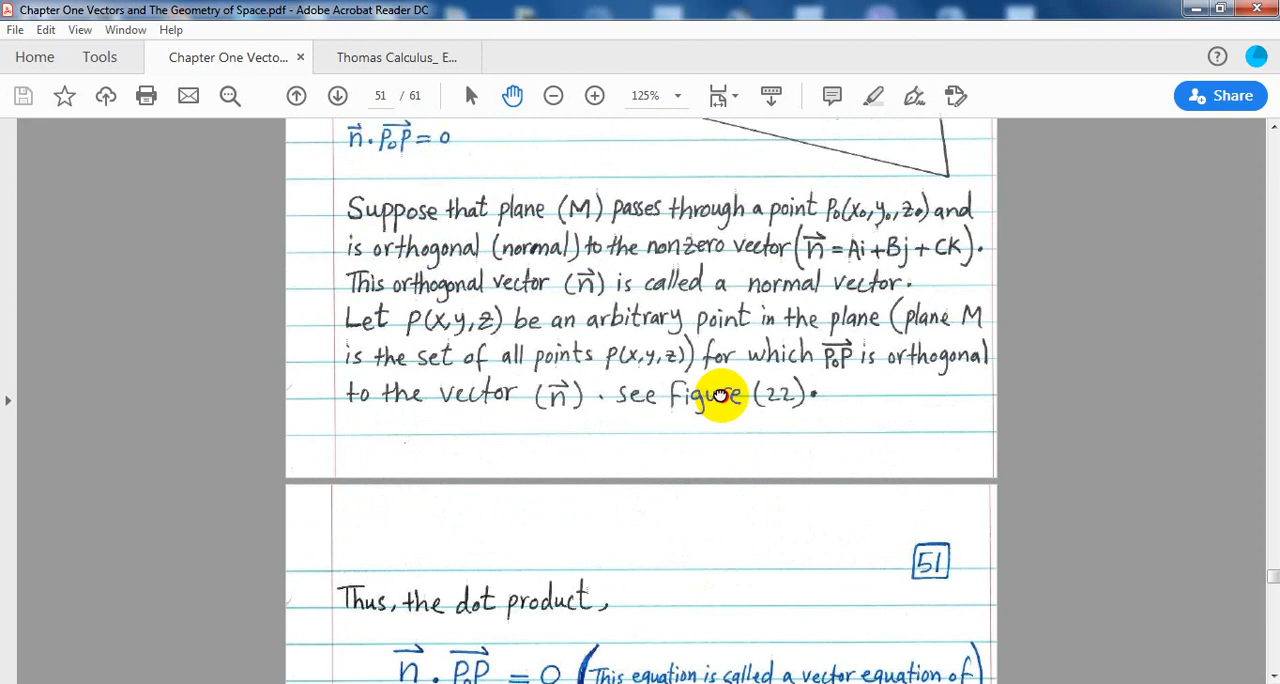 Chapter One Vectors and The Geometry of Space.pdf - Adobe Acrobat Reader DC
File Edit View Window Help
Home Tools Chapter One Vecto... × Thomas Calculus_ E...
51 / 61 125% Share
n⃗ . P₀P⃗ = 0
Suppose that plane (M) passes through a point P₀(x₀, y₀, z₀) and
is orthogonal (normal) to the nonzero vector (n⃗ = Ai + Bj + CK).
This orthogonal vector (n⃗) is called a normal vector.
Let P(x,y,z) be an arbitrary point in the plane (plane M
is the set of all points P(x,y,z)) for which P₀P⃗ is orthogonal
to the vector (n⃗). see Figure (22).
51
Thus, the dot product,
n⃗ . P₀P⃗ = 0 (This equation is called a vector equation of)